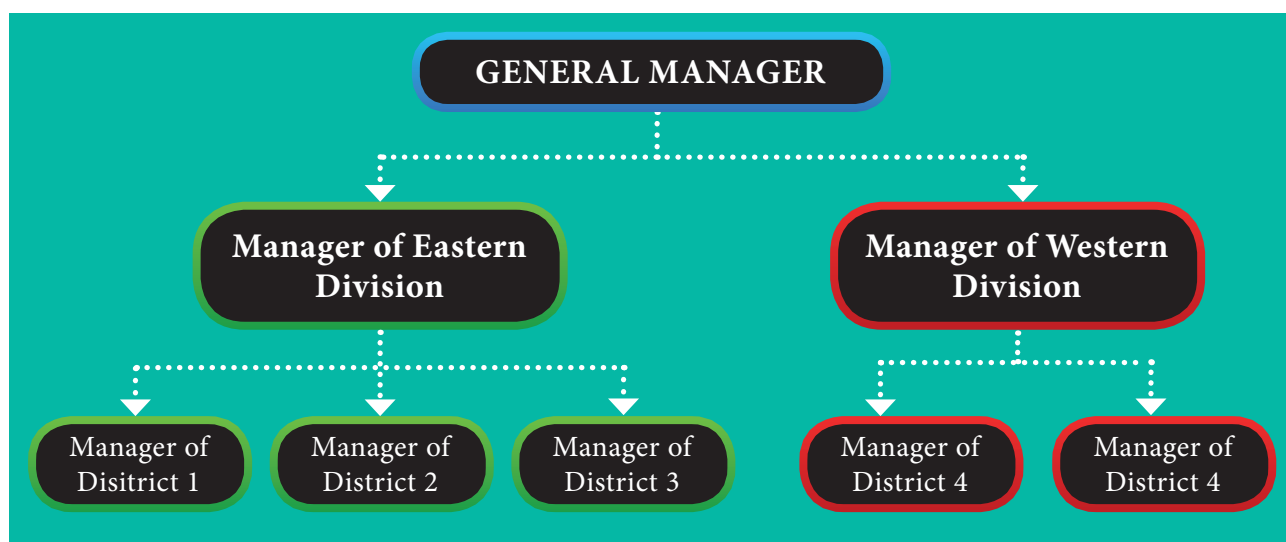 GENERAL MANAGER
Manager of Eastern
Division
Manager of Western
Division
Manager of
Disitrict 1
Manager of
District 2
Manager of
District 3
Manager of
District 4
Manager of
District 4